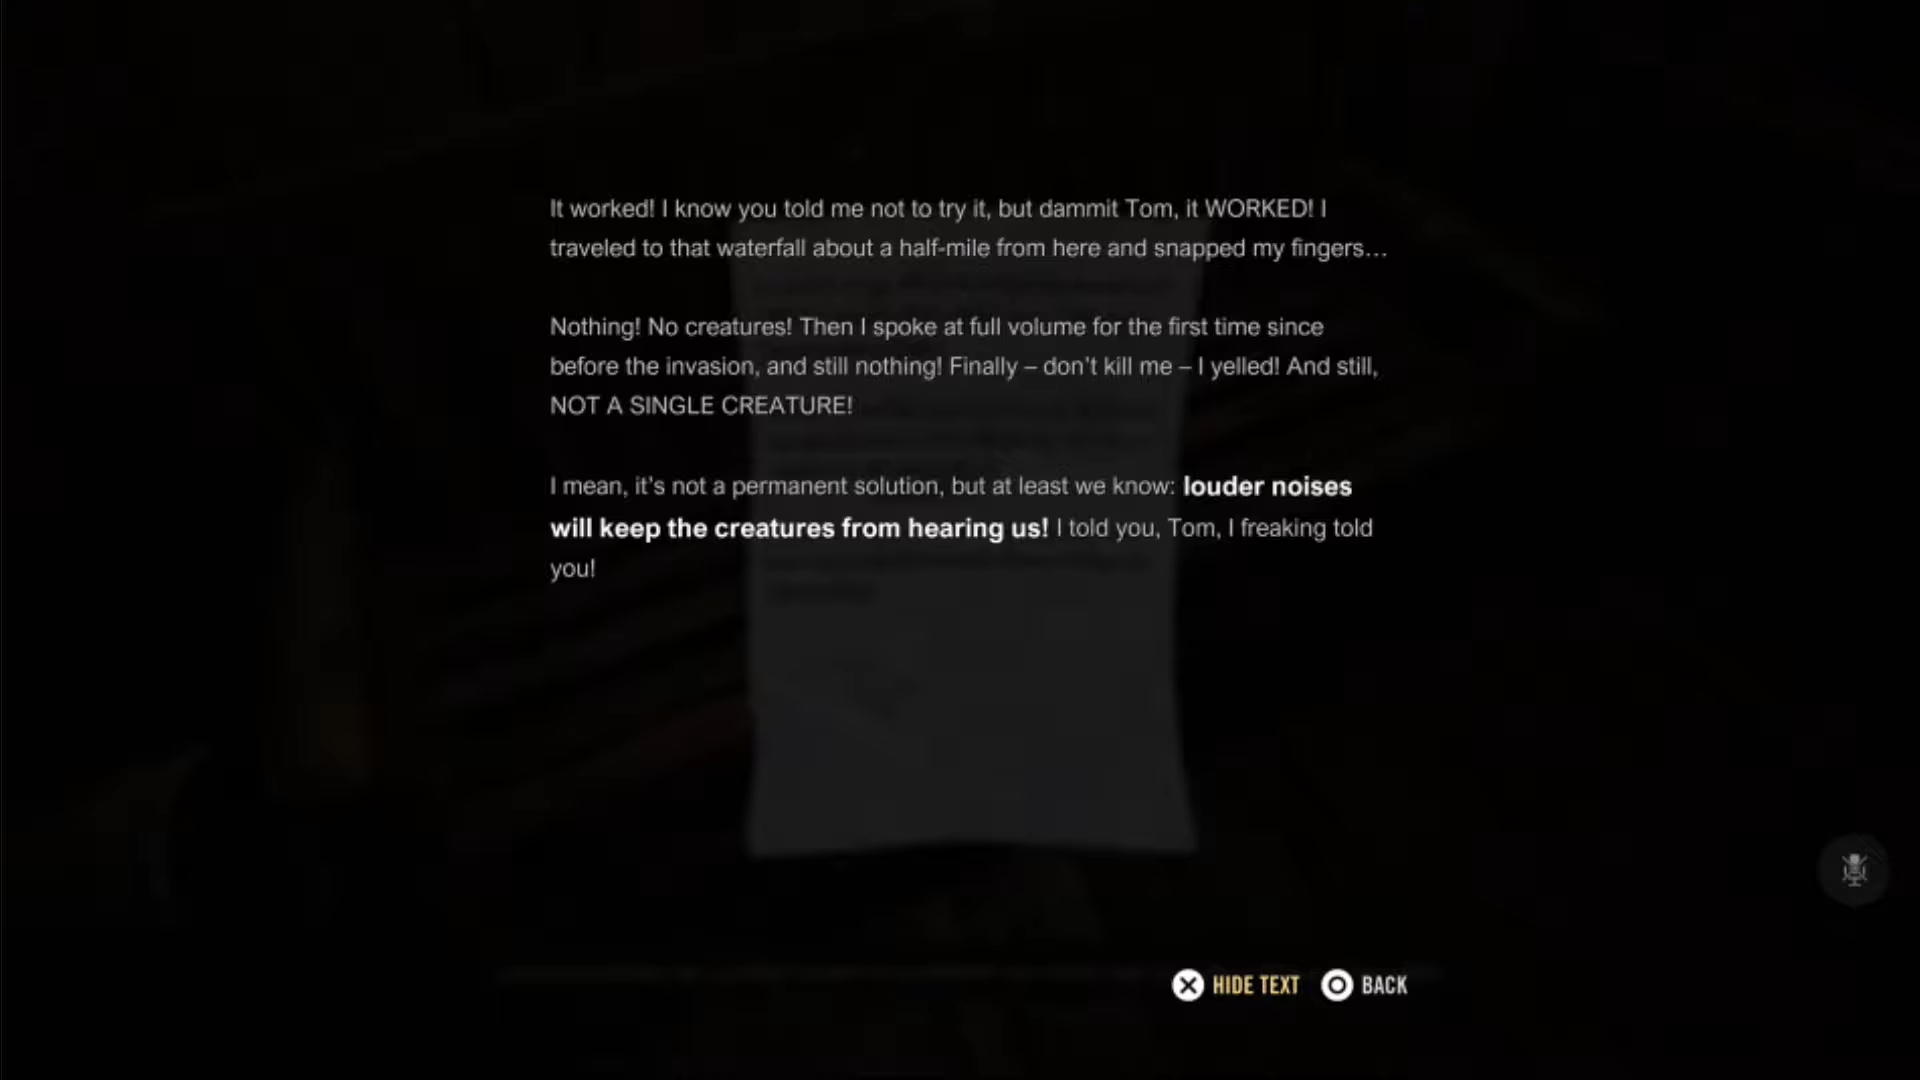 It worked! I know you told me not to try it, but dammit Tom, it WORKED! I
traveled to that waterfall about a half-mile from here and snapped my fingers…
Nothing! No creatures! Then I spoke at full volume for the first time since
before the invasion, and still nothing! Finally – don’t kill me – I yelled! And still,
NOT A SINGLE CREATURE!
I mean, it’s not a permanent solution, but at least we know: louder noises
will keep the creatures from hearing us! I told you, Tom, I freaking told
you!
HIDE TEXT BACK